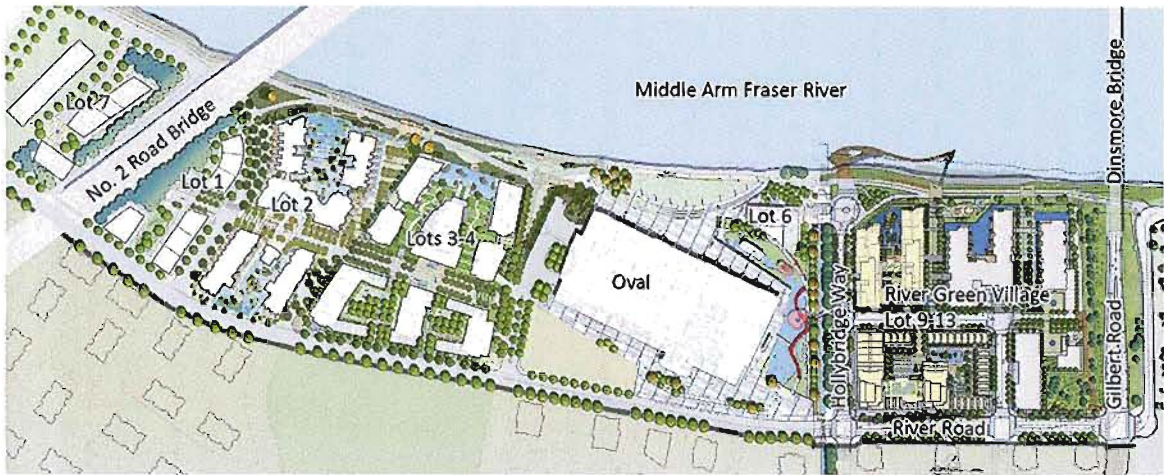 Middle Arm Fraser River
Dinsmore Bridge
Lot 7
No. 2 Road Bridge
Lot 1
Lot 2
Lots 3-4
Oval
Lot 6
Hollybridge Way
River Green Village
Lot 9-13
Gilbert Road
River Road